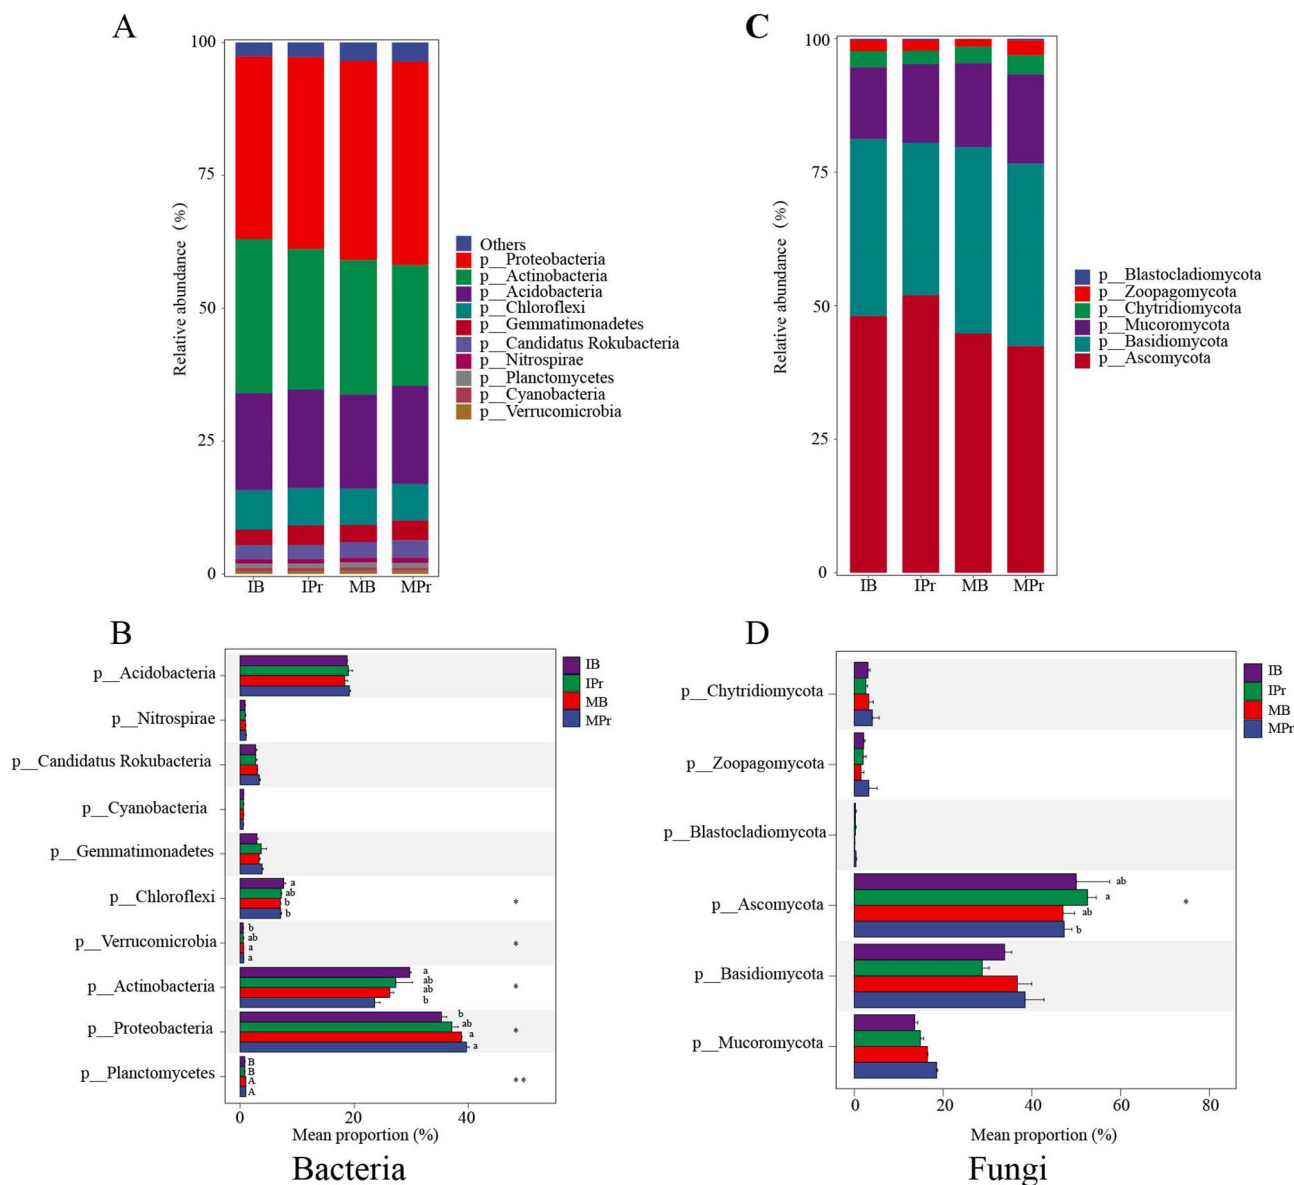 A
100
75
50
25
0
Relative abundance (%)
IB IPr MB MPr
Others
p__Proteobacteria
p__Actinobacteria
p__Acidobacteria
p__Chloroflexi
p__Gemmatimonadetes
p__Candidatus Rokubacteria
p__Nitrospirae
p__Planctomycetes
p__Cyanobacteria
p__Verrucomicrobia
C
100
75
50
25
0
Relative abundance (%)
IB IPr MB MPr
p__Blastocladiomycota
p__Zoopagomycota
p__Chytridiomycota
p__Mucoromycota
p__Basidiomycota
p__Ascomycota
B
p__Acidobacteria
p__Nitrospirae
p__Candidatus Rokubacteria
p__Cyanobacteria
p__Gemmatimonadetes
p__Chloroflexi
a
ab
b
b
*
p__Verrucomicrobia
b
ab
a
a
*
p__Actinobacteria
a
ab
ab
b
*
p__Proteobacteria
b
ab
a
a
*
p__Planctomycetes
B
B
A
A
**
0 20 40
Mean proportion (%)
IB
IPr
MB
MPr
Bacteria
D
p__Chytridiomycota
p__Zoopagomycota
p__Blastocladiomycota
p__Ascomycota
ab
a
ab
b
*
p__Basidiomycota
p__Mucoromycota
0 20 40 60 80
Mean proportion (%)
IB
IPr
MB
MPr
Fungi